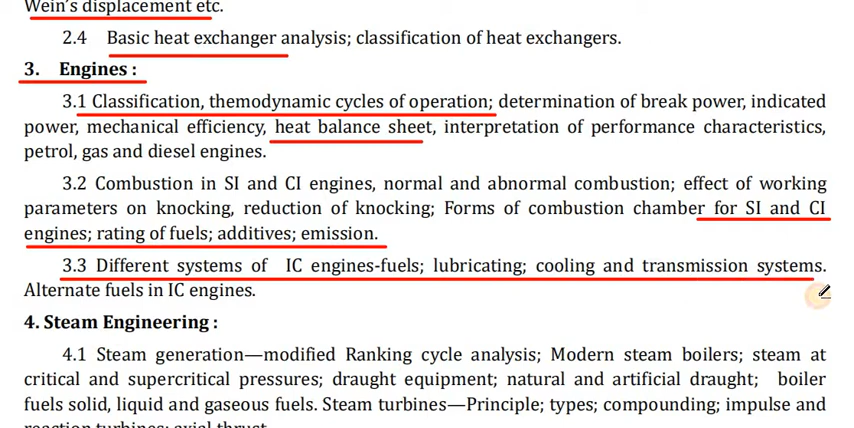 Wein's displacement etc.
2.4 Basic heat exchanger analysis; classification of heat exchangers.
3. Engines :
3.1 Classification, themodynamic cycles of operation; determination of break power, indicated
power, mechanical efficiency, heat balance sheet, interpretation of performance characteristics,
petrol, gas and diesel engines.
3.2 Combustion in SI and CI engines, normal and abnormal combustion; effect of working
parameters on knocking, reduction of knocking; Forms of combustion chamber for SI and CI
engines; rating of fuels; additives; emission.
3.3 Different systems of IC engines-fuels; lubricating; cooling and transmission systems.
Alternate fuels in IC engines.
4. Steam Engineering :
4.1 Steam generation—modified Ranking cycle analysis; Modern steam boilers; steam at
critical and supercritical pressures; draught equipment; natural and artificial draught; boiler
fuels solid, liquid and gaseous fuels. Steam turbines—Principle; types; compounding; impulse and
reaction turbines; axial thrust.